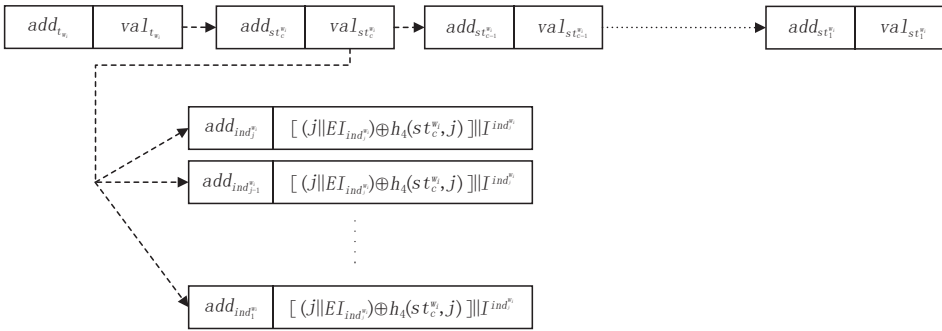 add_{t_{w_i}} val_{t_{w_i}} add_{st_c^{w_i}} val_{st_c^{w_i}} add_{st_{c-1}^{w_i}} val_{st_{c-1}^{w_i}} add_{st_1^{w_i}} val_{st_1^{w_i}}
add_{ind_j^{w_i}} [(j||EI_{ind_j^{w_i}})⊕h_4(st_c^{w_i},j)]||I^{ind_j^{w_i}}
add_{ind_{j-1}^{w_i}} [(j||EI_{ind_j^{w_i}})⊕h_4(st_c^{w_i},j)]||I^{ind_j^{w_i}}
add_{ind_1^{w_i}} [(j||EI_{ind_j^{w_i}})⊕h_4(st_c^{w_i},j)]||I^{ind_j^{w_i}}